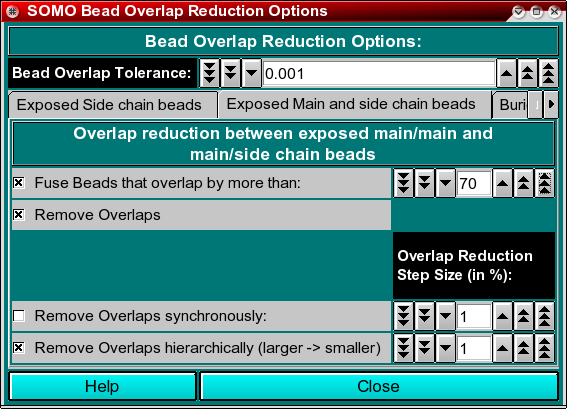 SOMO Bead Overlap Reduction Options
Bead Overlap Reduction Options:
Bead Overlap Tolerance: 0.001
Exposed Side chain beads Exposed Main and side chain beads Buri
Overlap reduction between exposed main/main and
main/side chain beads
Fuse Beads that overlap by more than: 70
Remove Overlaps
Overlap Reduction
Step Size (in %):
Remove Overlaps synchronously: 1
Remove Overlaps hierarchically (larger -> smaller) 1
Help Close